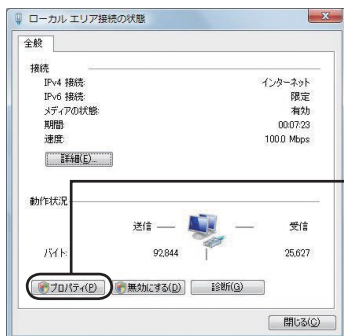 ローカル エリア接続の状態
全般
接続
IPv4 接続: インターネット
IPv6 接続: 限定
メディアの状態: 有効
期間: 00:07:23
速度: 100.0 Mbps
詳細(E)...
動作状況
送信 — — 受信
バイト: 92,844 25,627
プロパティ(P) 無効にする(D) 診断(G)
閉じる(C)